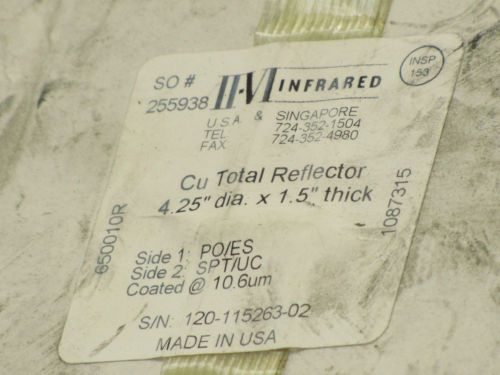 SO #
255938
II-VI INFRARED
U.S.A. & SINGAPORE
TEL 724-352-1504
FAX 724-352-4980
INSP
153
Cu Total Reflector
4.25" dia. x 1.5" thick
650010R
1087315
Side 1: PO/ES
Side 2: SPT/UC
Coated @ 10.6um
S/N: 120-115263-02
MADE IN USA